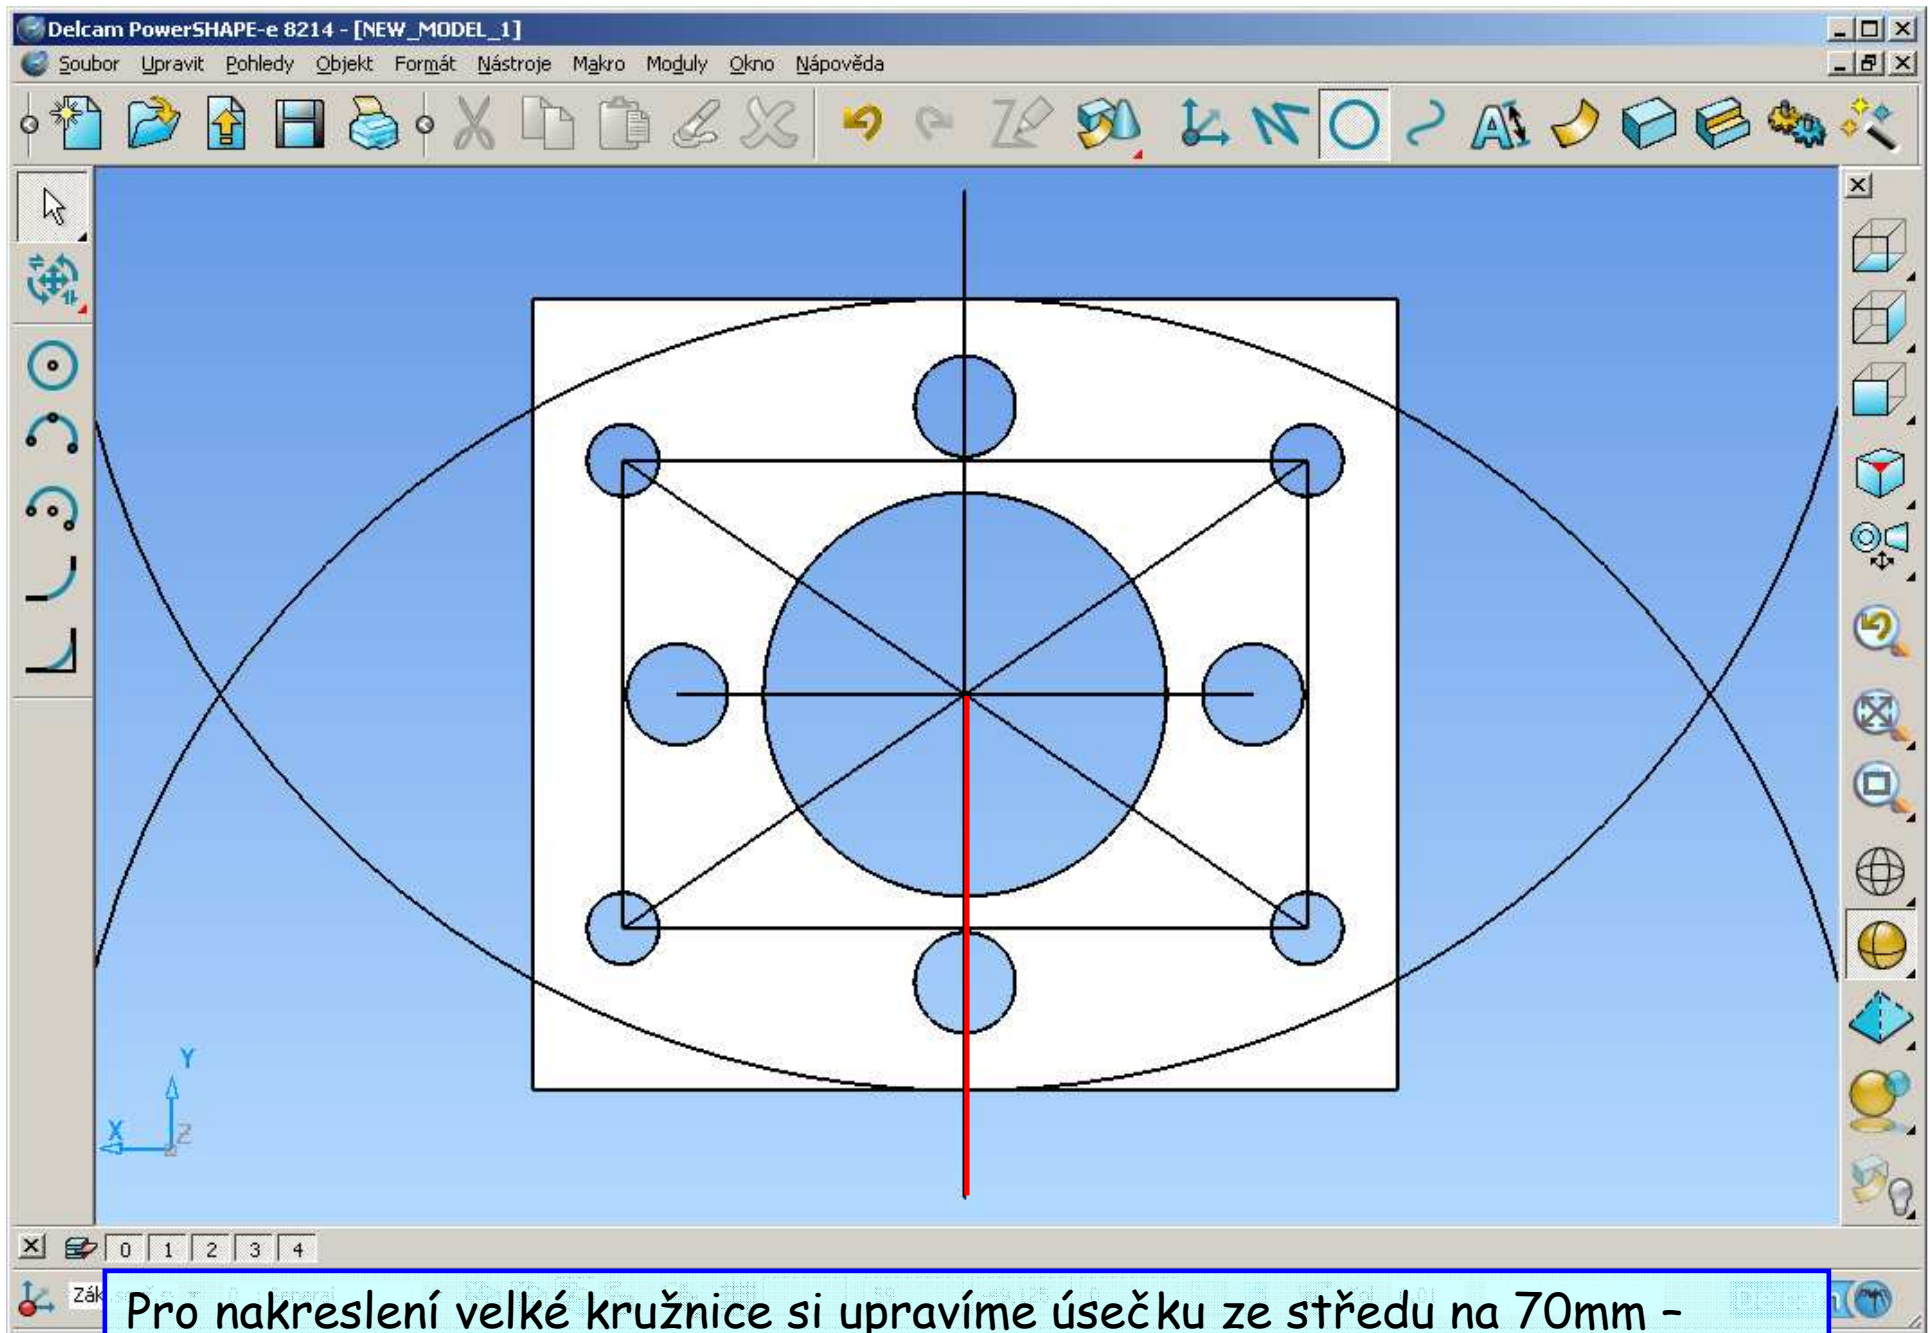 Delcam PowerSHAPE-e 8214 - [NEW_MODEL_1]
Soubor Upravit Pohledy Objekt Formát Nástroje Makro Moduly Okno Nápověda
Y
X
Z
0 1 2 3 4
Zák
Pro nakreslení velké kružnice si upravíme úsečku ze středu na 70mm –